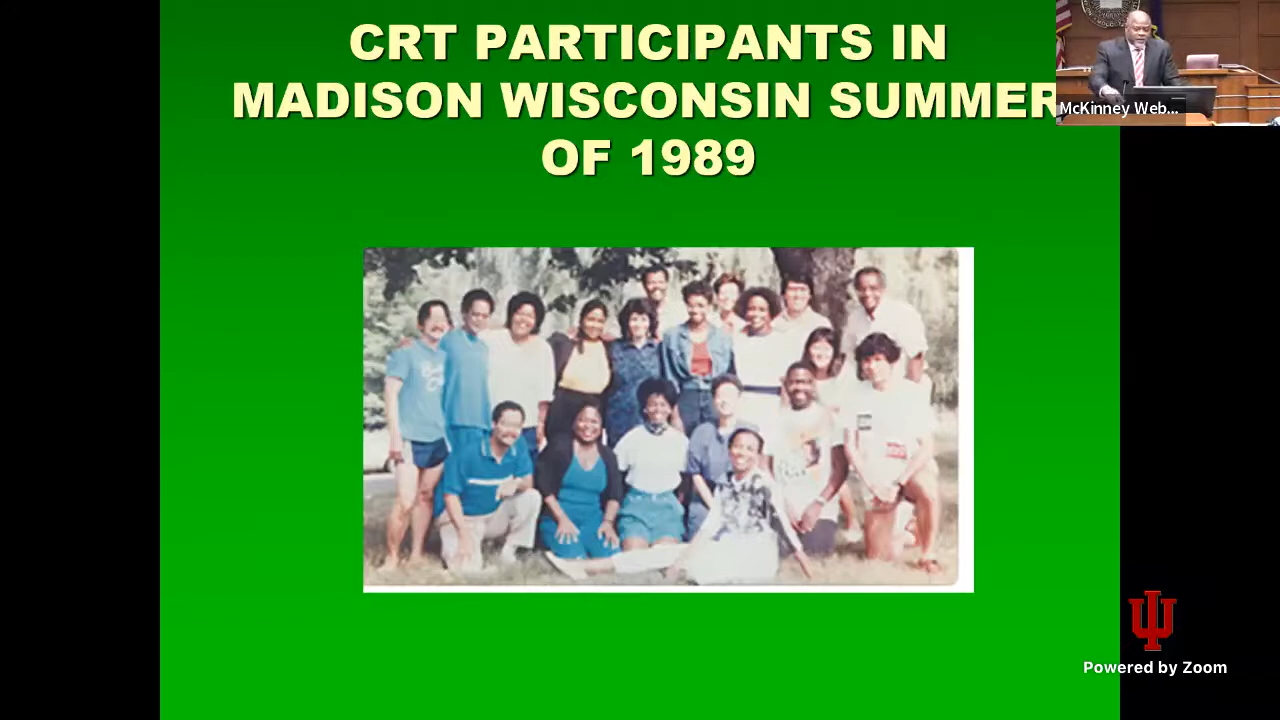 CRT PARTICIPANTS IN
MADISON WISCONSIN SUMMER
OF 1989
McKinney Web...
Powered by Zoom